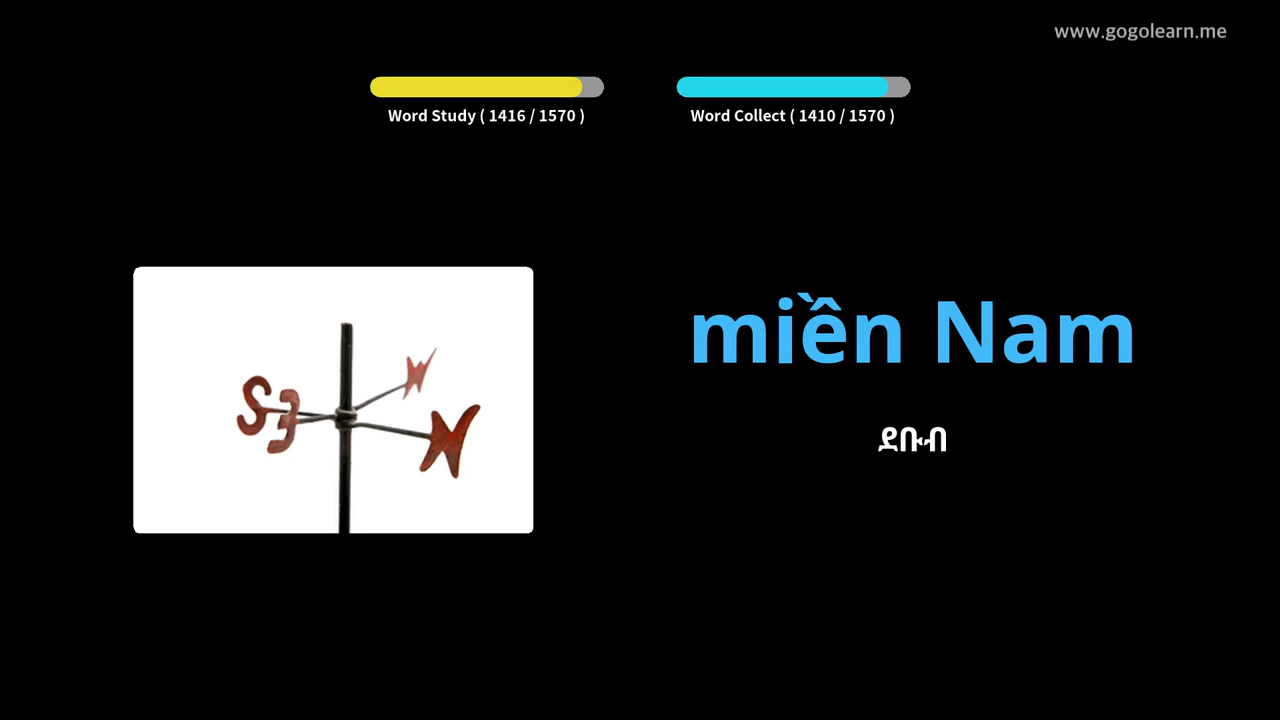 www.gogolearn.me
Word Study ( 1416 / 1570 )
Word Collect ( 1410 / 1570 )
miền Nam
ደቡብ
S E N N